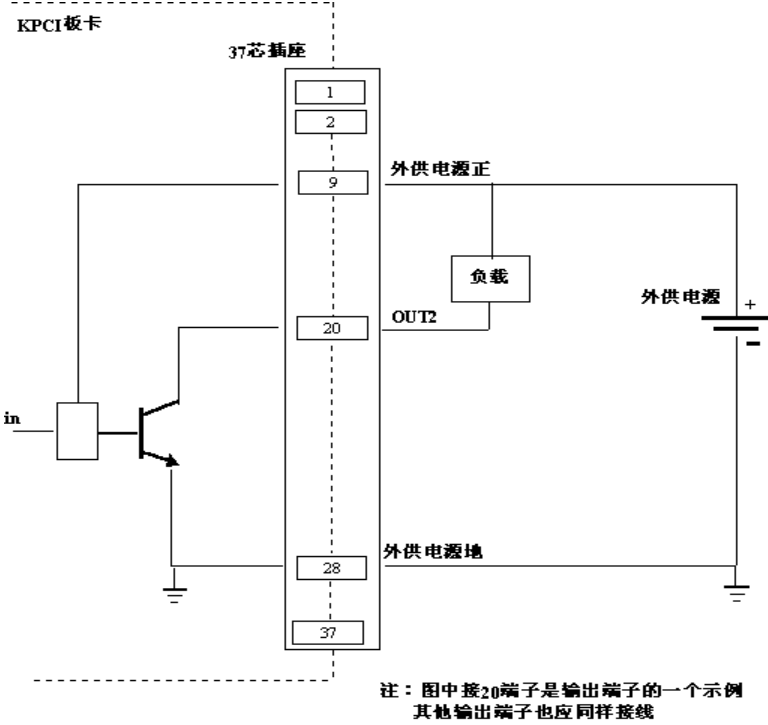 KPCI板卡
37芯插座
1
2
外供电源正
9
负载
外供电源
+
OUT2
20
in
外供电源地
28
37
注：图中接20端子是输出端子的一个示例
其他输出端子也应同样接线